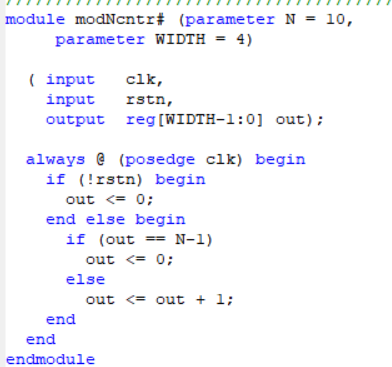 ////////////////////////////////////////
module modNcntr# (parameter N = 10,
      parameter WIDTH = 4)

   ( input   clk,
     input   rstn,
     output  reg[WIDTH-1:0] out);

  always @ (posedge clk) begin
    if (!rstn) begin
      out <= 0;
    end else begin
      if (out == N-1)
        out <= 0;
      else
        out <= out + 1;
    end
  end
endmodule